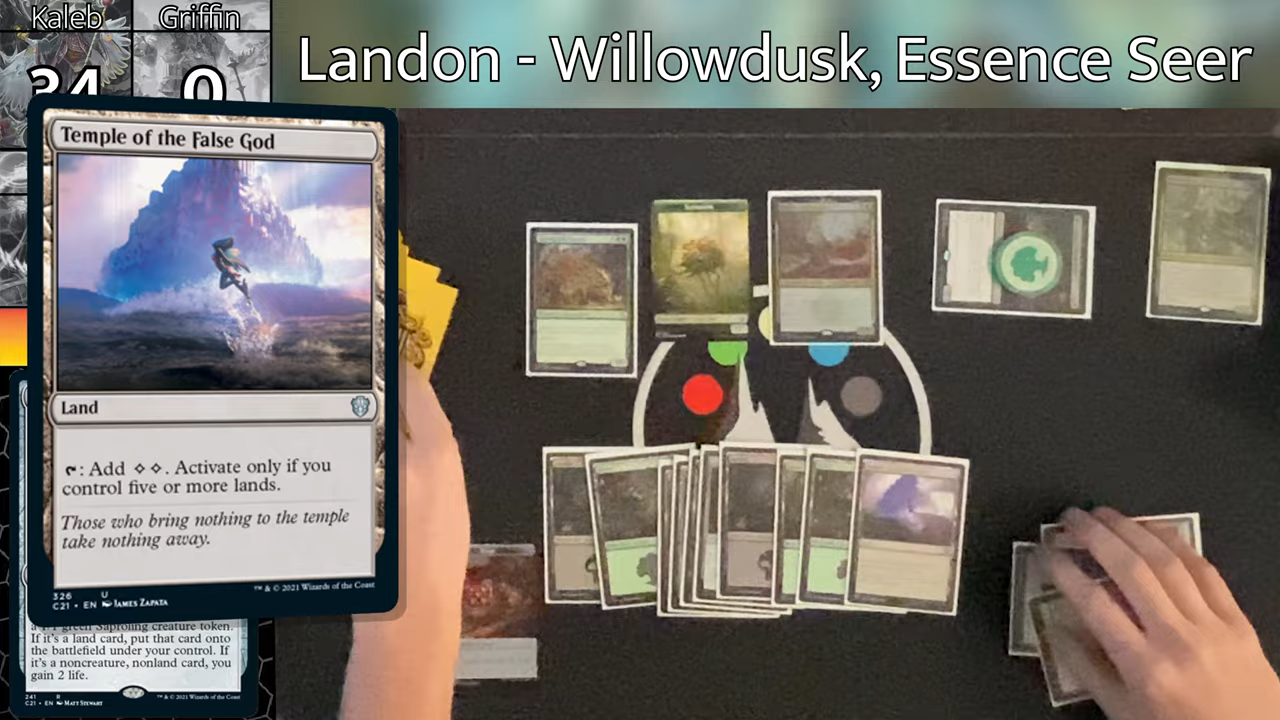 Kaleb
Griffin
34
0
Landon - Willowdusk, Essence Seer
Temple of the False God
Land
: Add . Activate only if you
control five or more lands.
Those who bring nothing to the temple
take nothing away.
326 U
C21 • EN JAMES ZAPATA
™ & © 2021 Wizards of the Coast
a 1/1 green Saproling creature token.
If it's a land card, put that card onto
the battlefield under your control. If
it's a noncreature, nonland card, you
gain 2 life.
241 R
C21 • EN MATT STEWART
™ & © 2021 Wizards of the Coast